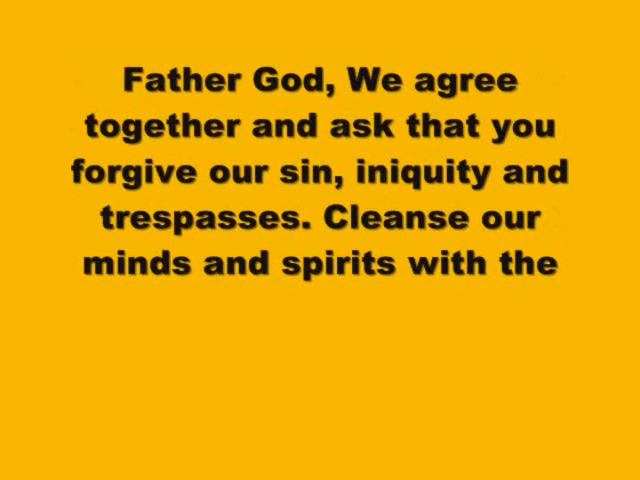 Father God, We agree
together and ask that you
forgive our sin, iniquity and
trespasses. Cleanse our
minds and spirits with the